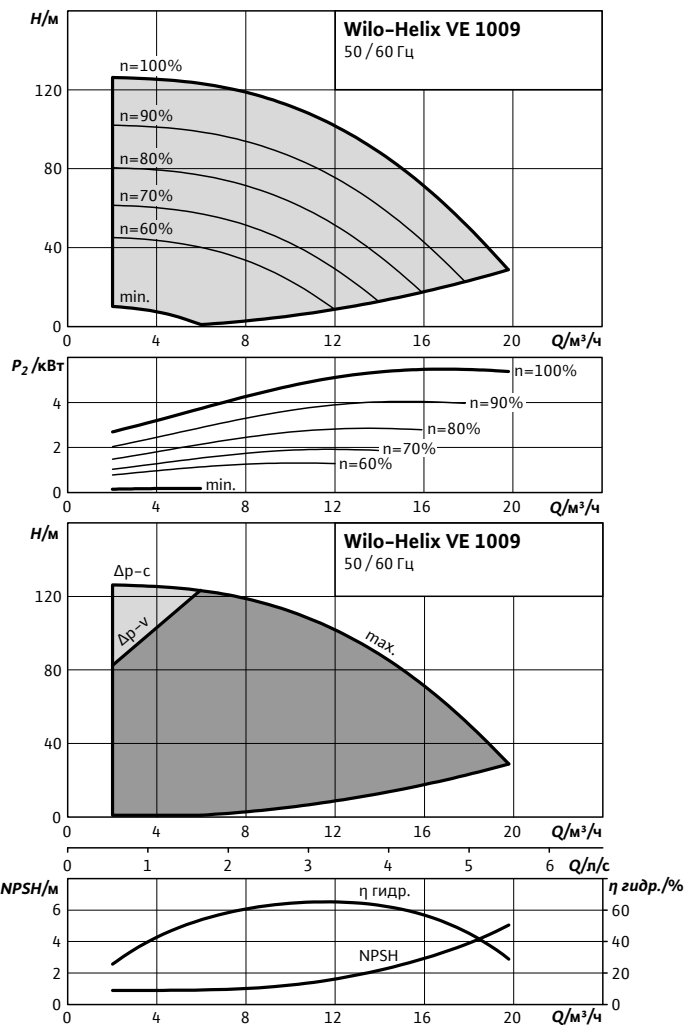 H/м
Wilo-Helix VE 1009
50 / 60 Гц
n=100%
120
n=90%
80
n=80%
n=70%
n=60%
40
min.
0
0 4 8 12 16 20 Q/м³/ч
P₂ /кВт
n=100%
4
n=90%
n=80%
2
n=70%
n=60%
min.
0
0 4 8 12 16 20 Q/м³/ч
H/м
Wilo-Helix VE 1009
50 / 60 Гц
Δp-c
120
Δp-v
max.
80
40
0
0 4 8 12 16 20 Q/м³/ч
0 1 2 3 4 5 6 Q/л/с
NPSH/м
η гидр./%
η гидр.
6 60
4 40
NPSH
2 20
0 0
0 4 8 12 16 20 Q/м³/ч